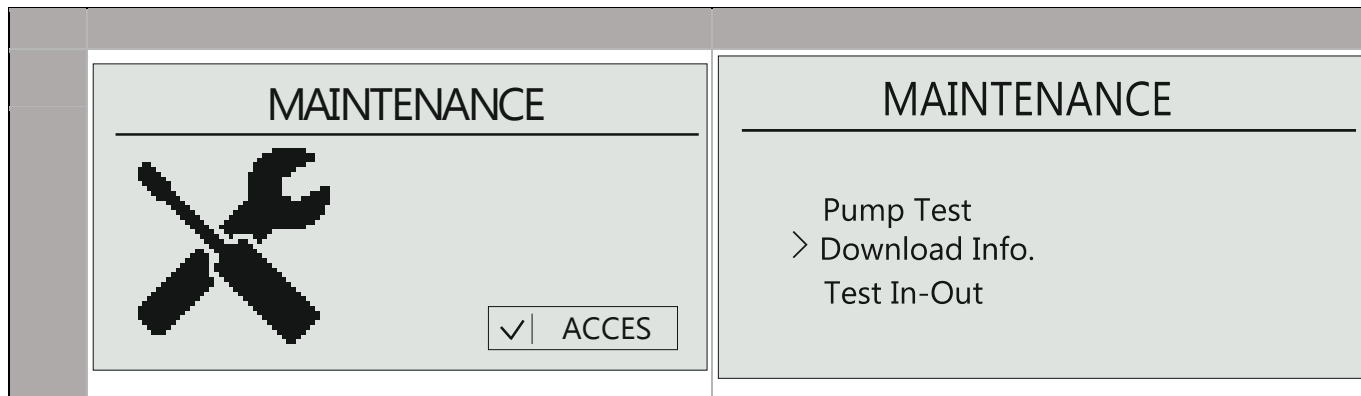 MAINTENANCE
ACCES
MAINTENANCE
Pump Test
> Download Info.
Test In-Out